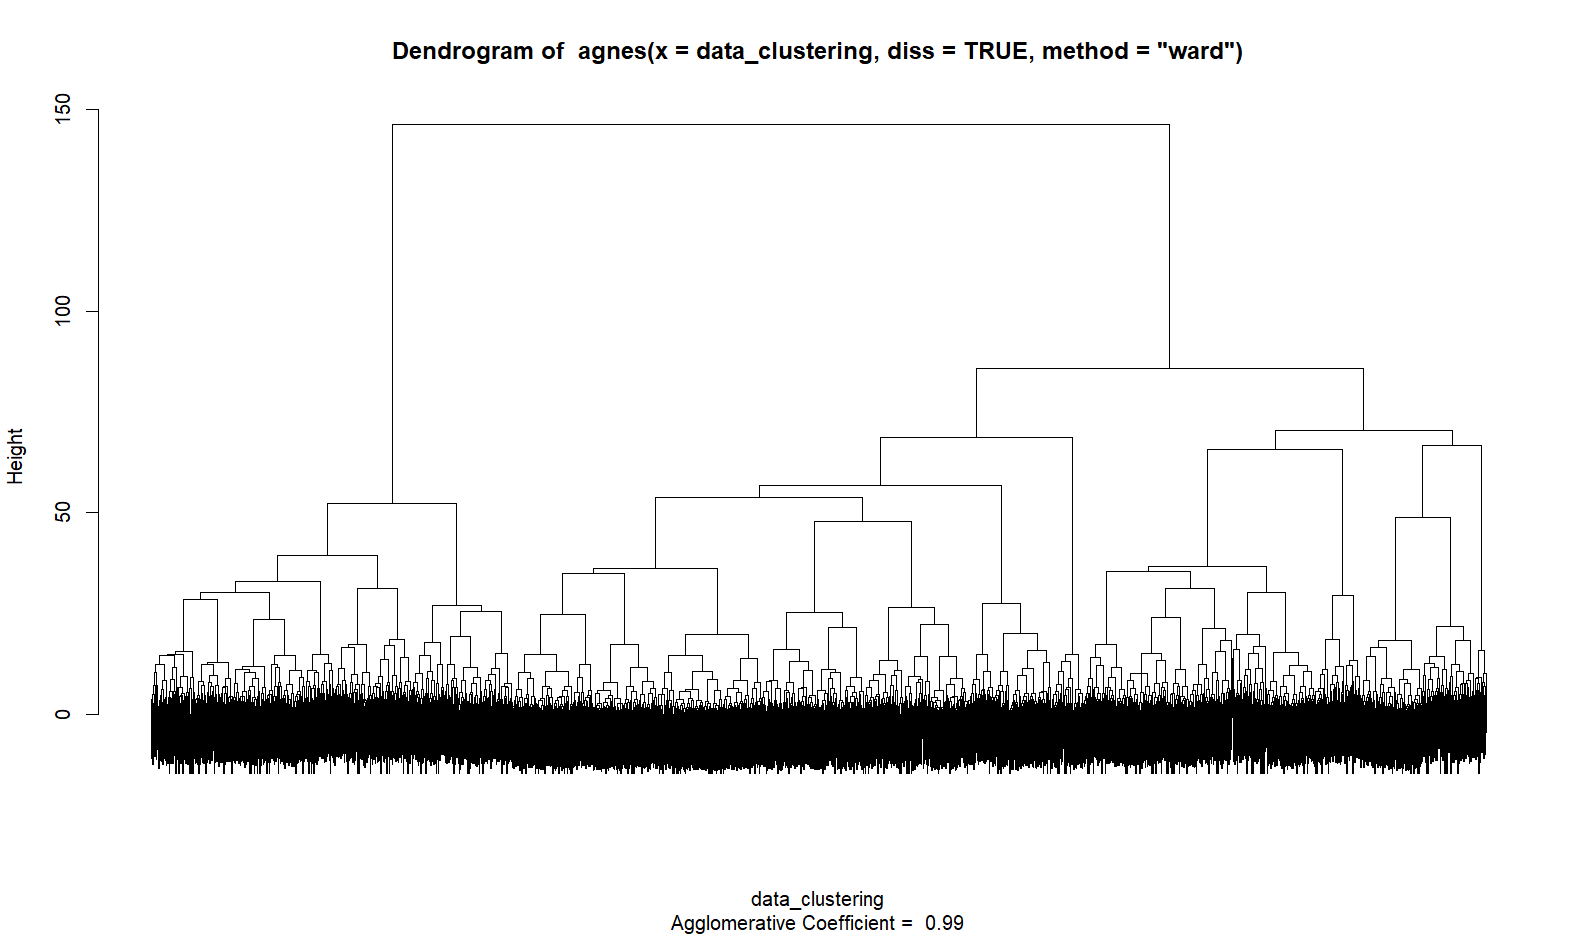 Dendrogram of  agnes(x = data_clustering, diss = TRUE, method = "ward")
150
100
50
0
Height
data_clustering
Agglomerative Coefficient =  0.99